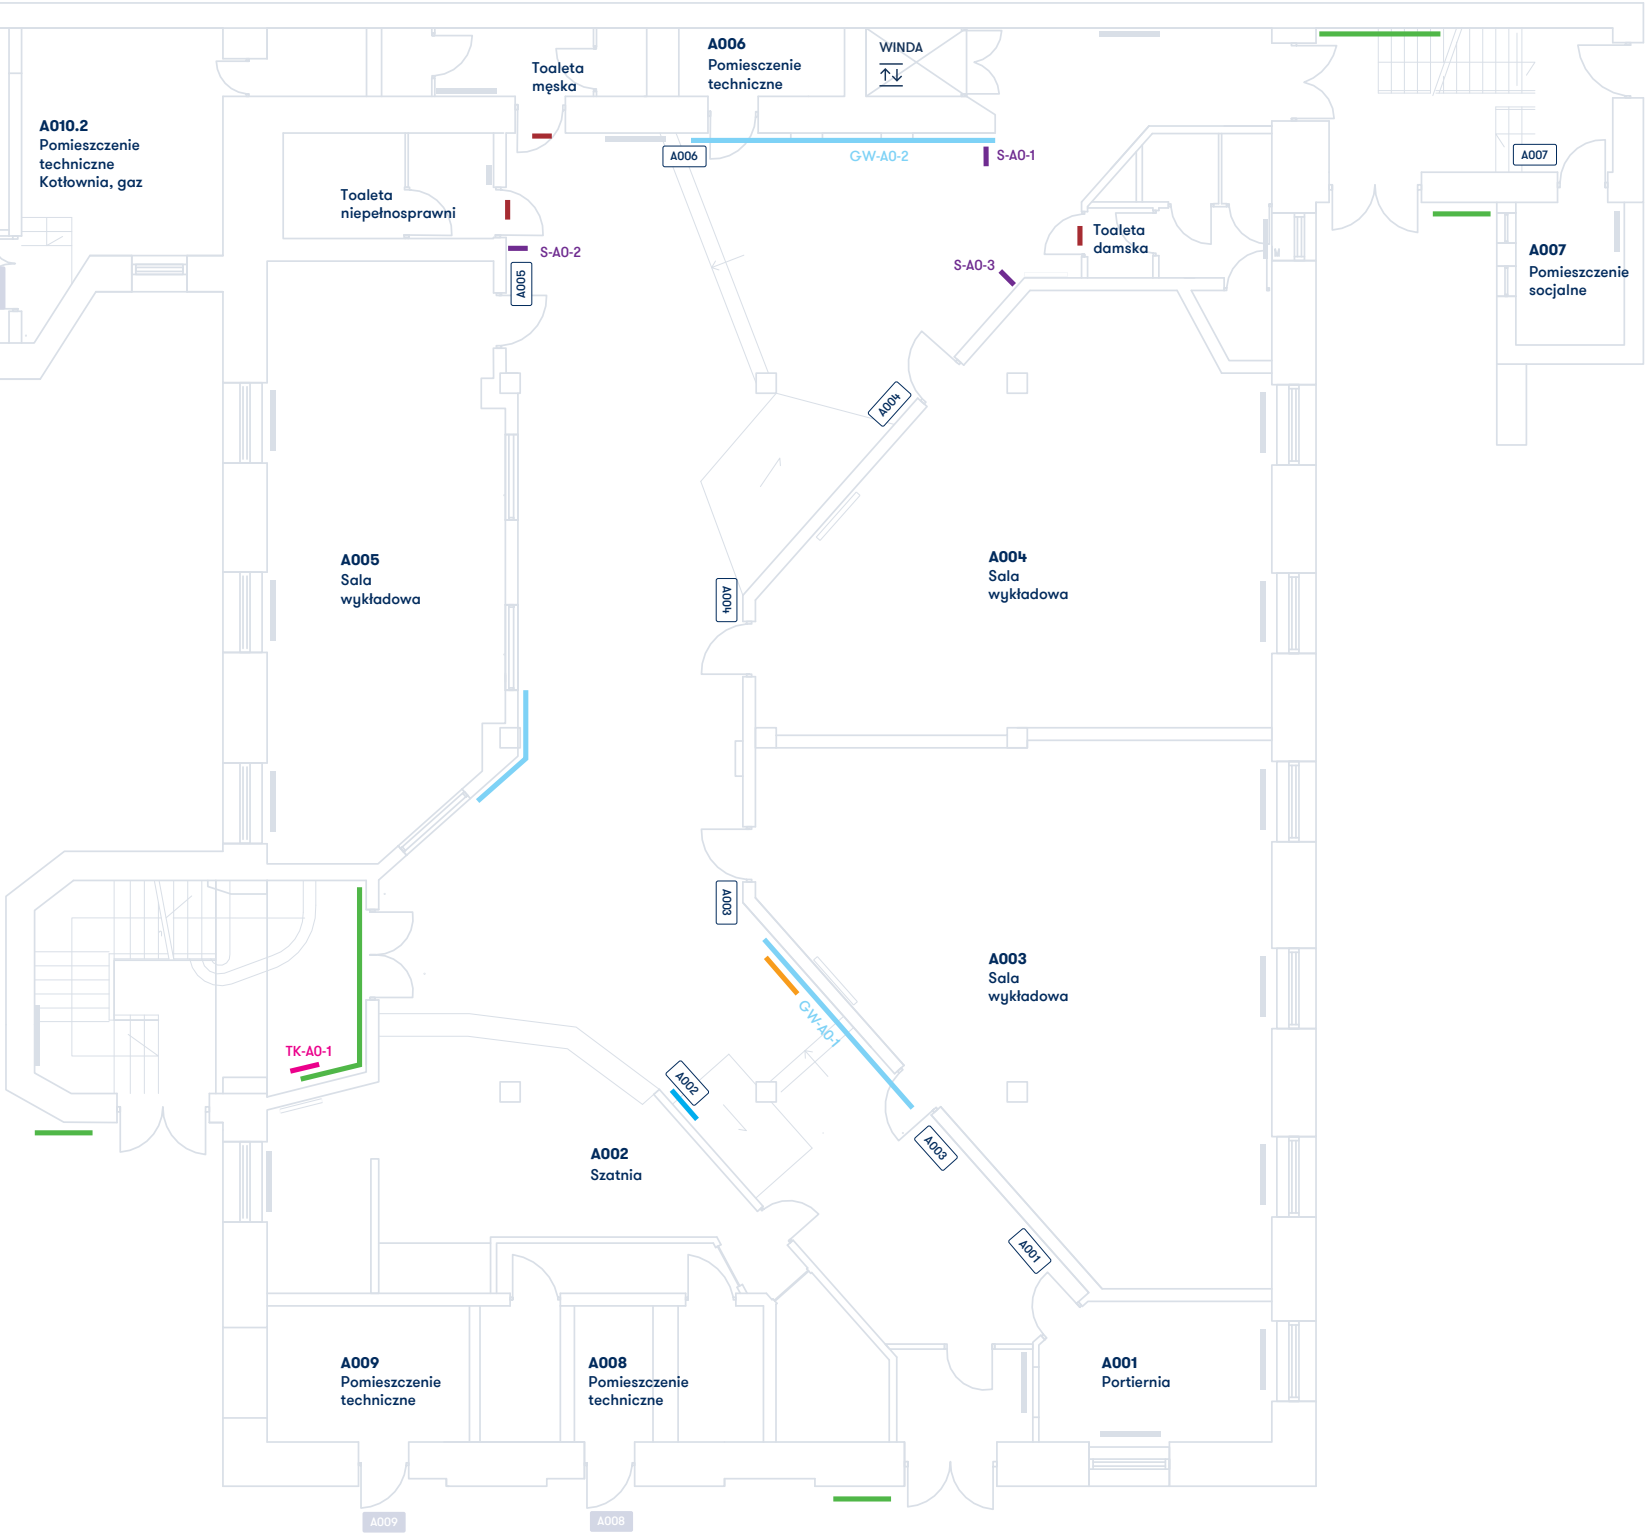 A006
Pomiesczenie
techniczne
WINDA
Toaleta
męska
A010.2
Pomieszczenie
techniczne
Kotłownia, gaz
A006
GW-A0-2
S-A0-1
A007
Toaleta
niepełnosprawni
S-A0-2
A005
Toaleta
damska
S-A0-3
A007
Pomieszczenie
socjalne
A004
A005
Sala
wykładowa
A004
A004
Sala
wykładowa
A003
A003
Sala
wykładowa
GW-A0-1
TK-A0-1
A002
A002
Szatnia
A003
A001
A009
Pomieszczenie
techniczne
A008
Pomieszczenie
techniczne
A001
Portiernia
A009
A008